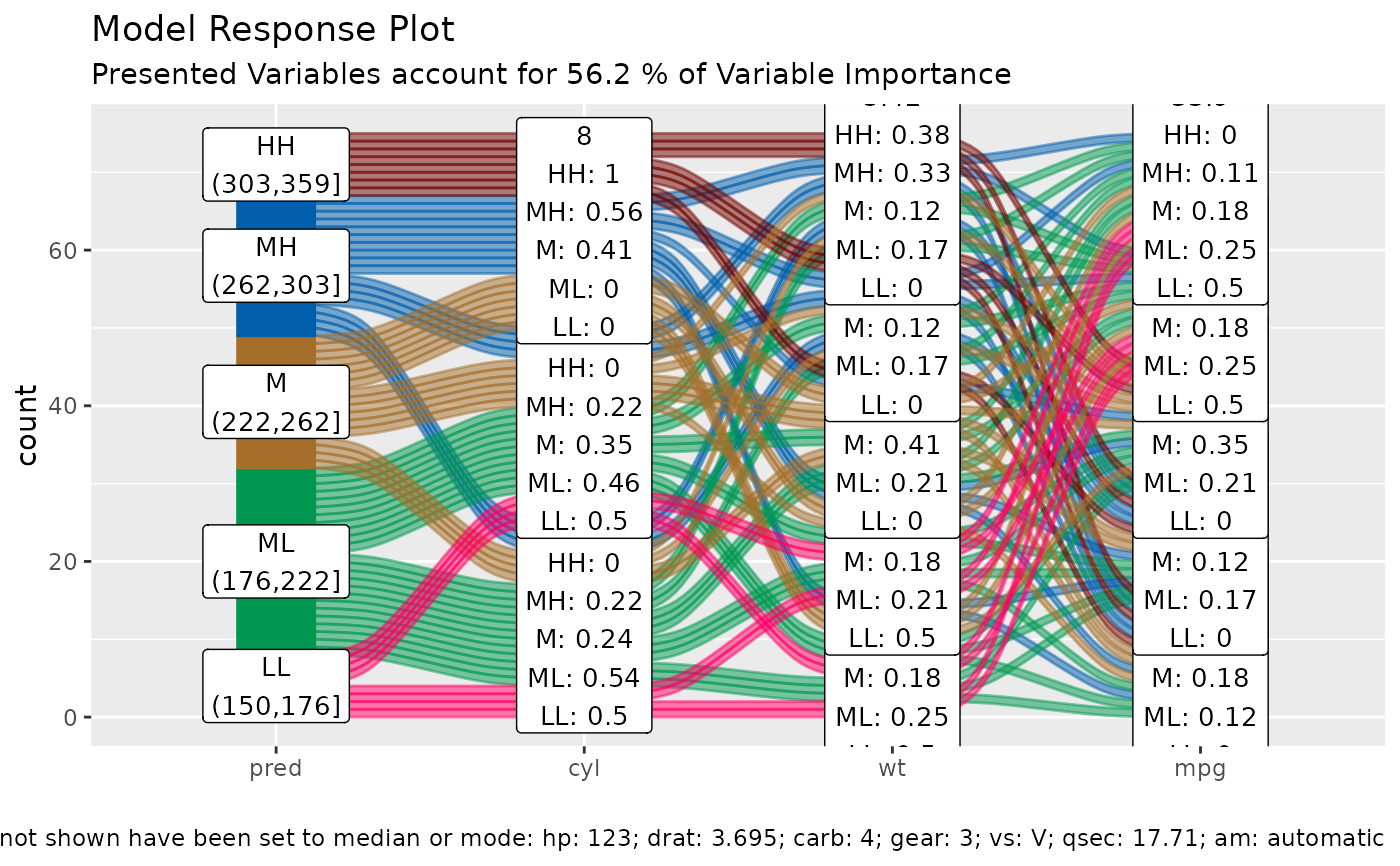 Model Response Plot
Presented Variables account for 56.2 % of Variable Importance
count
60
40
20
0
HH
(303,359]
MH
(262,303]
M
(222,262]
ML
(176,222]
LL
(150,176]
8
HH: 1
MH: 0.56
M: 0.41
ML: 0
LL: 0
HH: 0
MH: 0.22
M: 0.35
ML: 0.46
LL: 0.5
HH: 0
MH: 0.22
M: 0.24
ML: 0.54
LL: 0.5
HH: 0.38
MH: 0.33
M: 0.12
ML: 0.17
LL: 0
M: 0.12
ML: 0.17
LL: 0
M: 0.41
ML: 0.21
LL: 0
M: 0.18
ML: 0.21
LL: 0.5
M: 0.18
ML: 0.25
HH: 0
MH: 0.11
M: 0.18
ML: 0.25
LL: 0.5
M: 0.18
ML: 0.25
LL: 0.5
M: 0.35
ML: 0.21
LL: 0
M: 0.12
ML: 0.17
LL: 0
M: 0.18
ML: 0.12
pred
cyl
wt
mpg
not shown have been set to median or mode: hp: 123; drat: 3.695; carb: 4; gear: 3; vs: V; qsec: 17.71; am: automatic